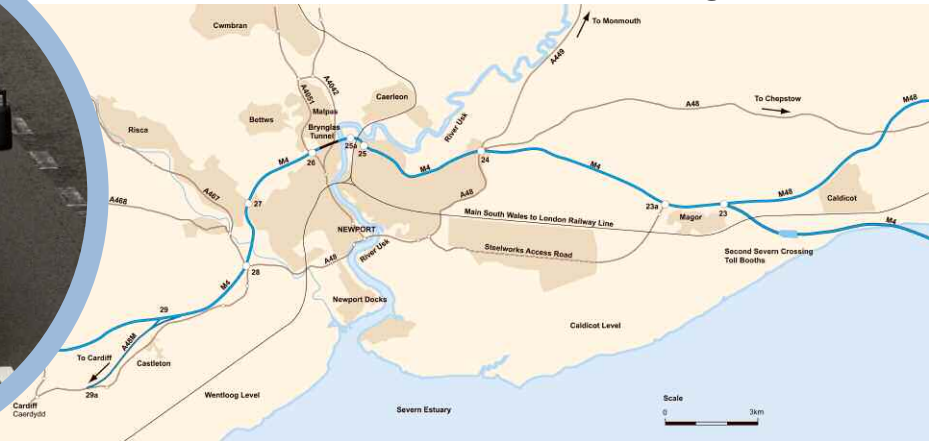 Cwmbran
To Monmouth
A449
A4042
A4051
Malpas
Caerleon
A48
To Chepstow
M48
Risca
Bettws
Brynglas
Tunnel
River Usk
25a
25
26
M4
M4
24
M4
A467
27
A468
A48
23a
Magor
23
M48
Caldicot
M4
Main South Wales to London Railway Line
NEWPORT
River Usk
Steelworks Access Road
Second Severn Crossing
Toll Booths
A48
28
M4
Newport Docks
29
Caldicot Level
A48M
To Cardiff
Castleton
29a
Wentloog Level
Cardiff
Caerdydd
Severn Estuary
Scale
0
3km